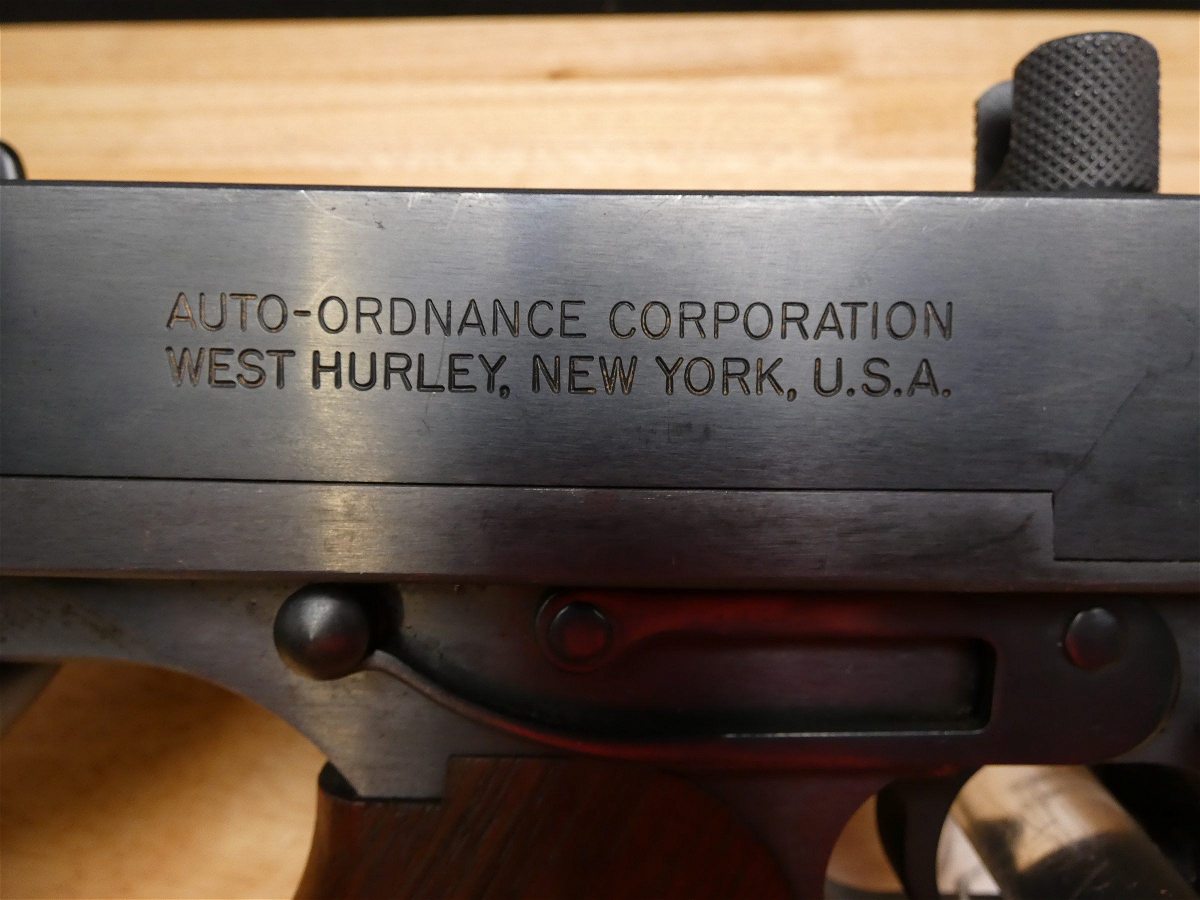 AUTO-ORDNANCE CORPORATION
WEST HURLEY, NEW YORK, U.S.A.